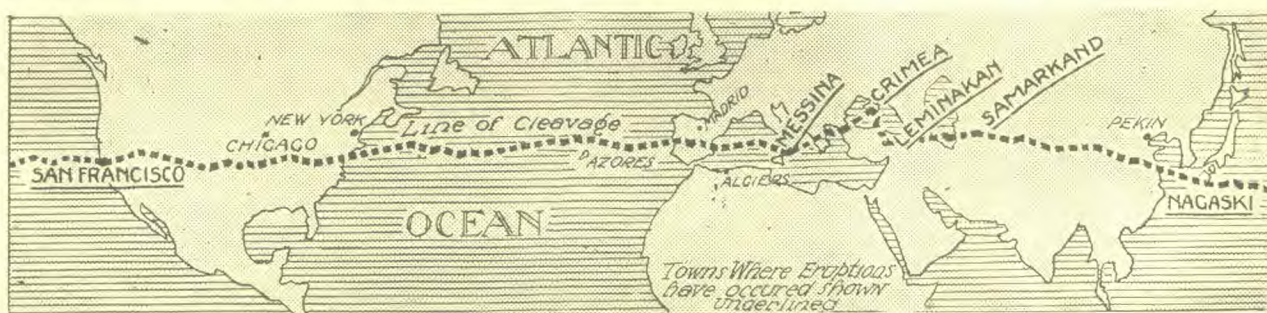 ATLANTIC
OCEAN
Line of Cleavage
SAN FRANCISCO
CHICAGO
NEW YORK
AZORES
MADRID
ALGIERS
MESSINA
CRIMEA
EMINAKAN
SAMARKAND
PEKIN
NAGASKI
Towns Where Eruptions
have occured shown
underlined